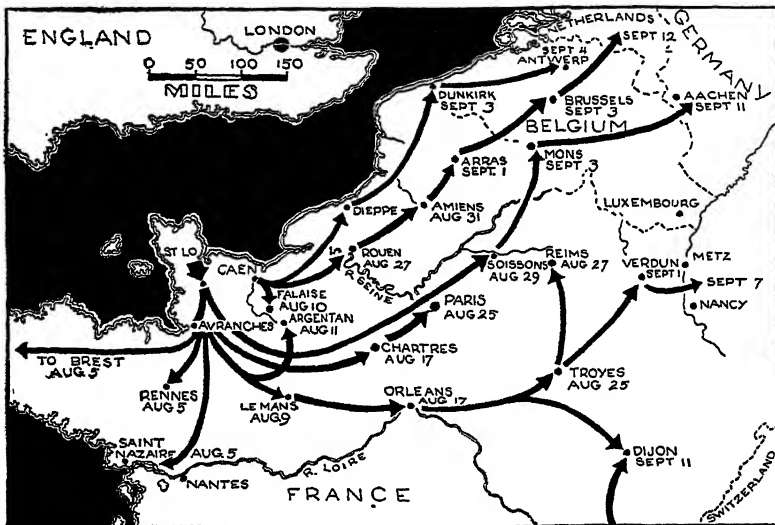 ENGLAND
LONDON
0 50 100 150
MILES
NETHERLANDS
SEPT 12
GERMANY
SEPT 4
ANTWERP
DUNKIRK
SEPT 3
BRUSSELS
SEPT 3
AACHEN
SEPT 11
BELGIUM
MONS
SEPT 3
ARRAS
SEPT. 1
DIEPPE
AMIENS
AUG 31
LUXEMBOURG
ST LO
CAEN
ROUEN
AUG 27
R. SEINE
SOISSONS
AUG 29
REIMS
AUG 27
VERDUN
SEPT 1
METZ
SEPT 7
NANCY
FALAISE
AUG 10
ARGENTAN
AUG 11
PARIS
AUG 25
AVRANCHES
CHARTRES
AUG 17
TO BREST
AUG. 5
RENNES
AUG 5
LE MANS
AUG 9
ORLEANS
AUG 17
TROYES
AUG 25
SAINT
NAZAIRE
AUG 5
NANTES
R. LOIRE
FRANCE
DIJON
SEPT 11
SWITZERLAND